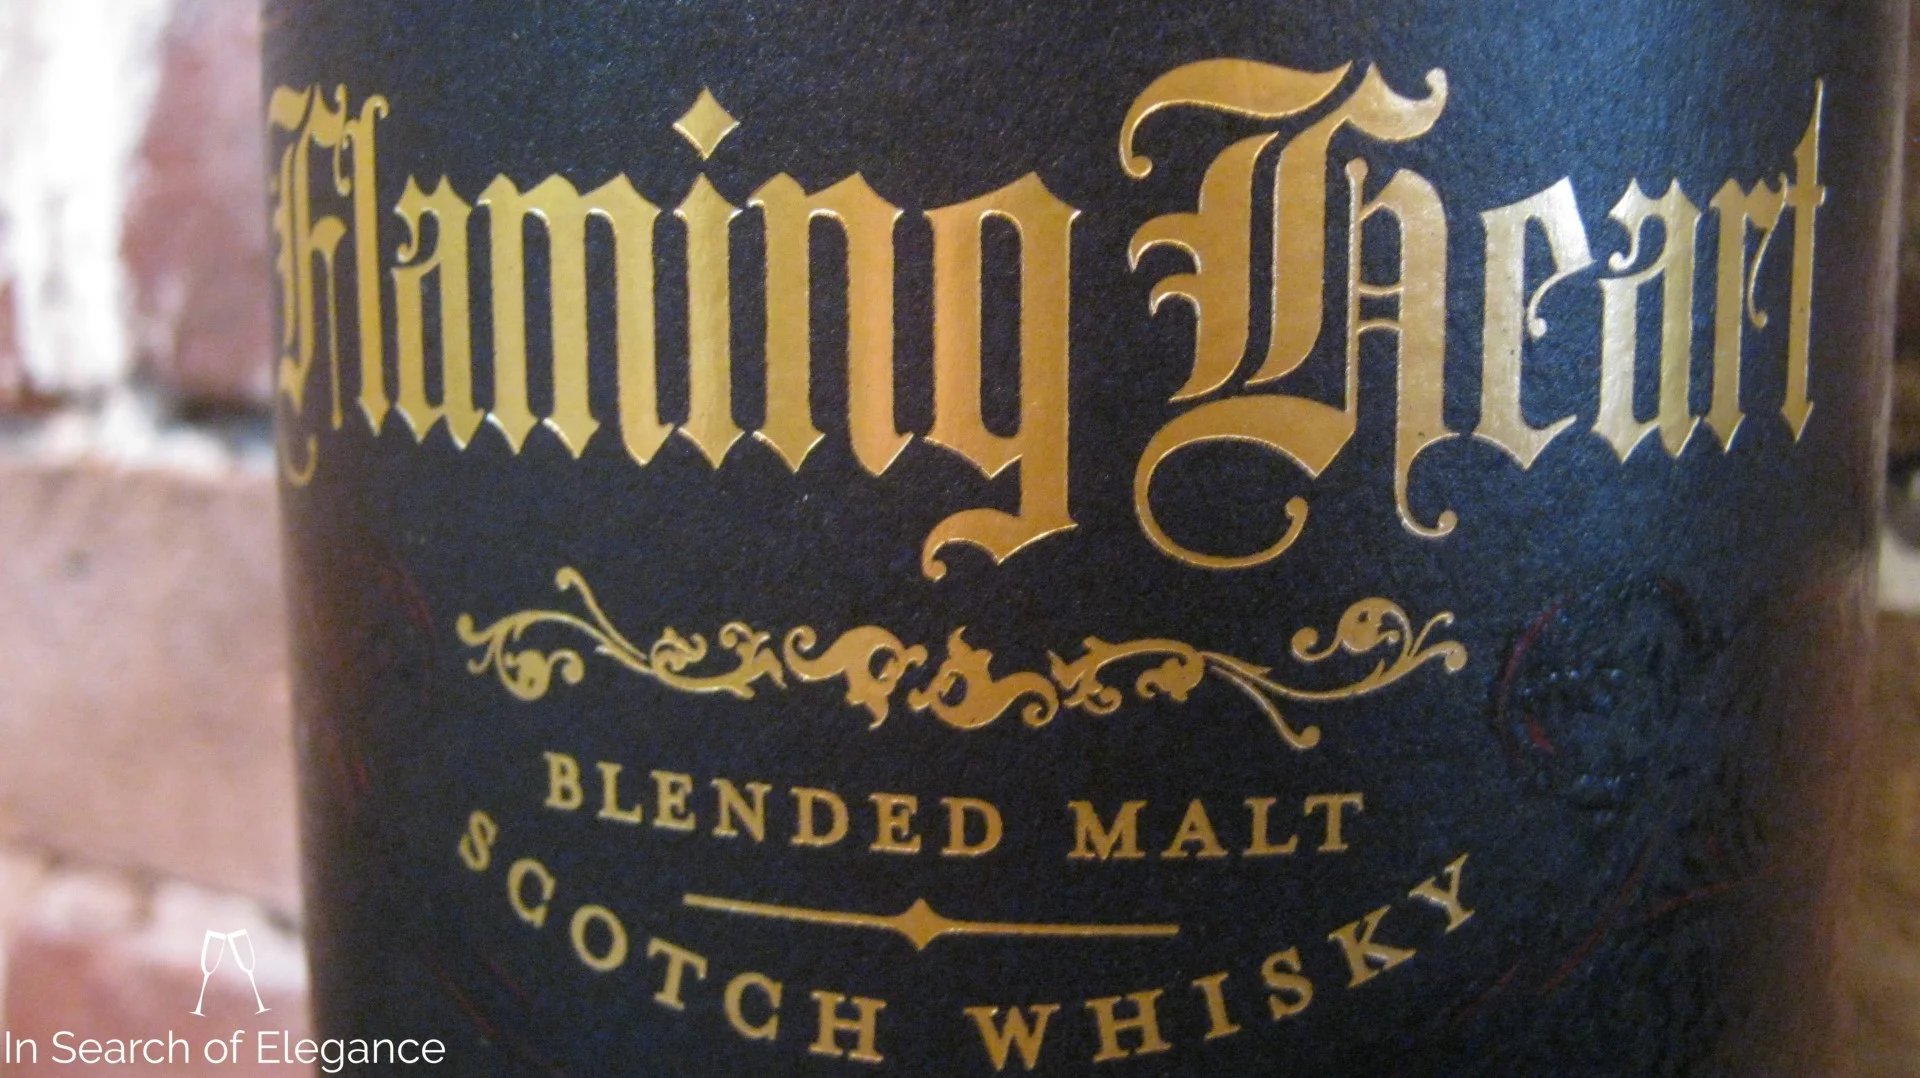 Flaming Heart
BLENDED MALT
SCOTCH WHISKY
In Search of Elegance